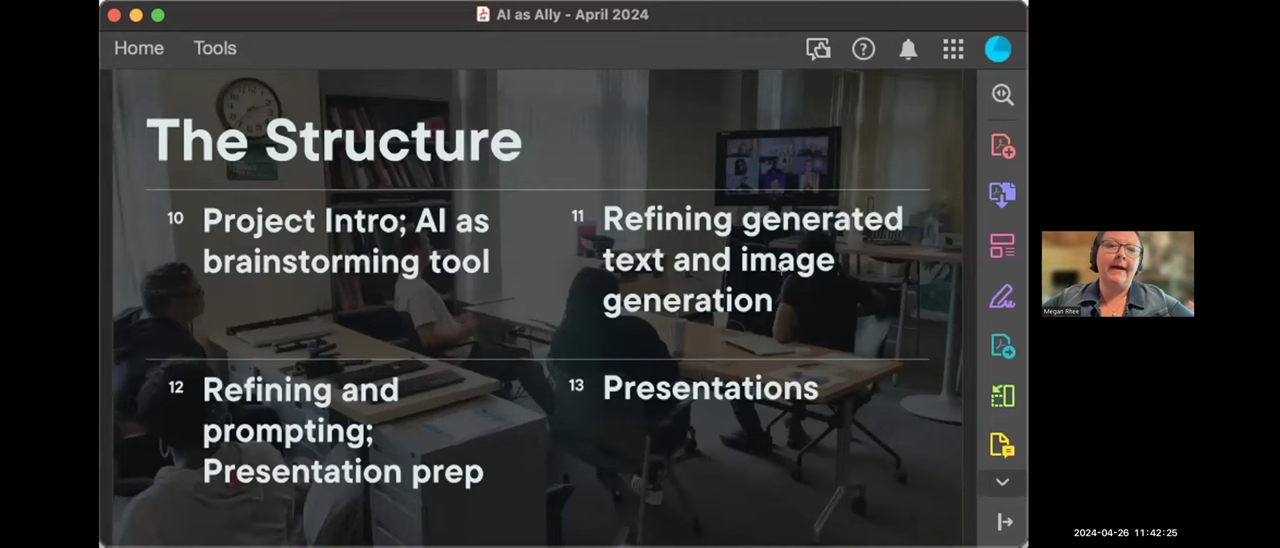 AI as Ally - April 2024
Home Tools
The Structure
10 Project Intro; AI as
brainstorming tool
11 Refining generated
text and image
generation
12 Refining and
prompting;
Presentation prep
13 Presentations
Megan Rhee
2024-04-26 11:42:25